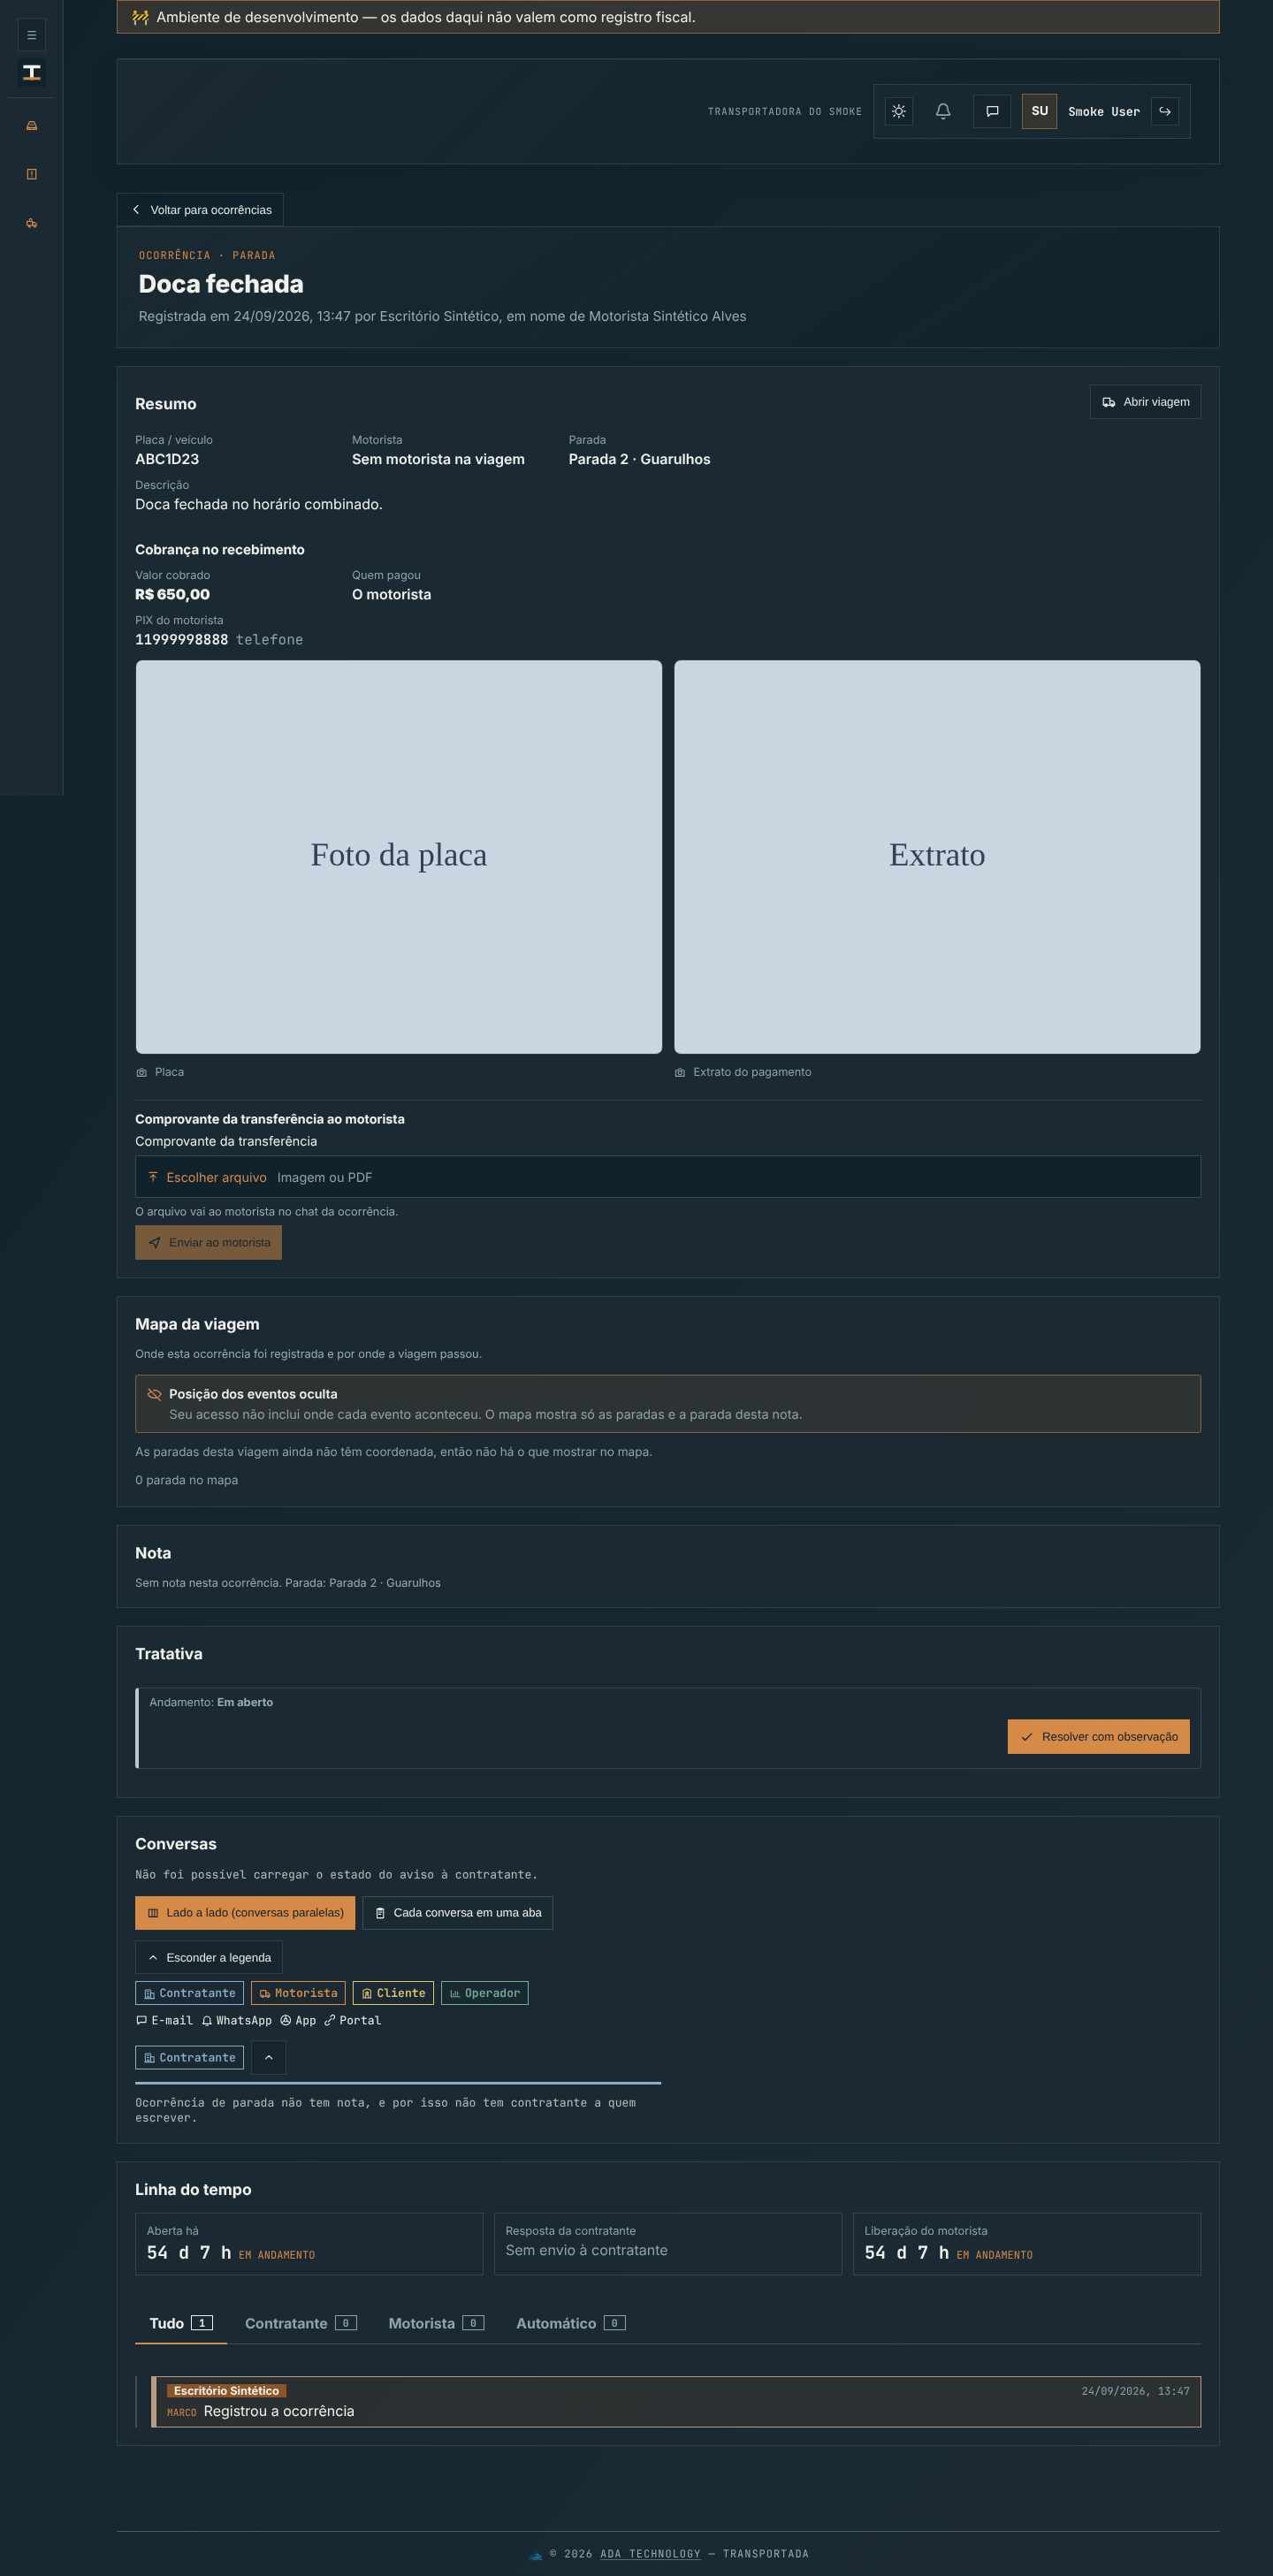 Ambiente de desenvolvimento — os dados daqui não valem como registro fiscal.
TRANSPORTADORA DO SMOKE
SU
Smoke User
Voltar para ocorrências
OCORRÊNCIA · PARADA
Doca fechada
Registrada em 24/09/2026, 13:47 por Escritório Sintético, em nome de Motorista Sintético Alves
Resumo
Abrir viagem
Placa / veículo
Motorista
Parada
ABC1D23
Sem motorista na viagem
Parada 2 · Guarulhos
Descrição
Doca fechada no horário combinado.
Cobrança no recebimento
Valor cobrado
Quem pagou
R$ 650,00
O motorista
PIX do motorista
11999998888 telefone
Foto da placa
Extrato
Placa
Extrato do pagamento
Comprovante da transferência ao motorista
Comprovante da transferência
Escolher arquivo Imagem ou PDF
O arquivo vai ao motorista no chat da ocorrência.
Enviar ao motorista
Mapa da viagem
Onde esta ocorrência foi registrada e por onde a viagem passou.
Posição dos eventos oculta
Seu acesso não inclui onde cada evento aconteceu. O mapa mostra só as paradas e a parada desta nota.
As paradas desta viagem ainda não têm coordenada, então não há o que mostrar no mapa.
0 parada no mapa
Nota
Sem nota nesta ocorrência. Parada: Parada 2 · Guarulhos
Tratativa
Andamento: Em aberto
Resolver com observação
Conversas
Não foi possível carregar o estado do aviso à contratante.
Lado a lado (conversas paralelas)
Cada conversa em uma aba
Esconder a legenda
Contratante
Motorista
Cliente
Operador
E-mail
WhatsApp
App
Portal
Contratante
Ocorrência de parada não tem nota, e por isso não tem contratante a quem
escrever.
Linha do tempo
Aberta há
54 d 7 h EM ANDAMENTO
Resposta da contratante
Sem envio à contratante
Liberação do motorista
54 d 7 h EM ANDAMENTO
Tudo 1
Contratante 0
Motorista 0
Automático 0
Escritório Sintético
24/09/2026, 13:47
MARCO Registrou a ocorrência
© 2026 ADA TECHNOLOGY — TRANSPORTADA